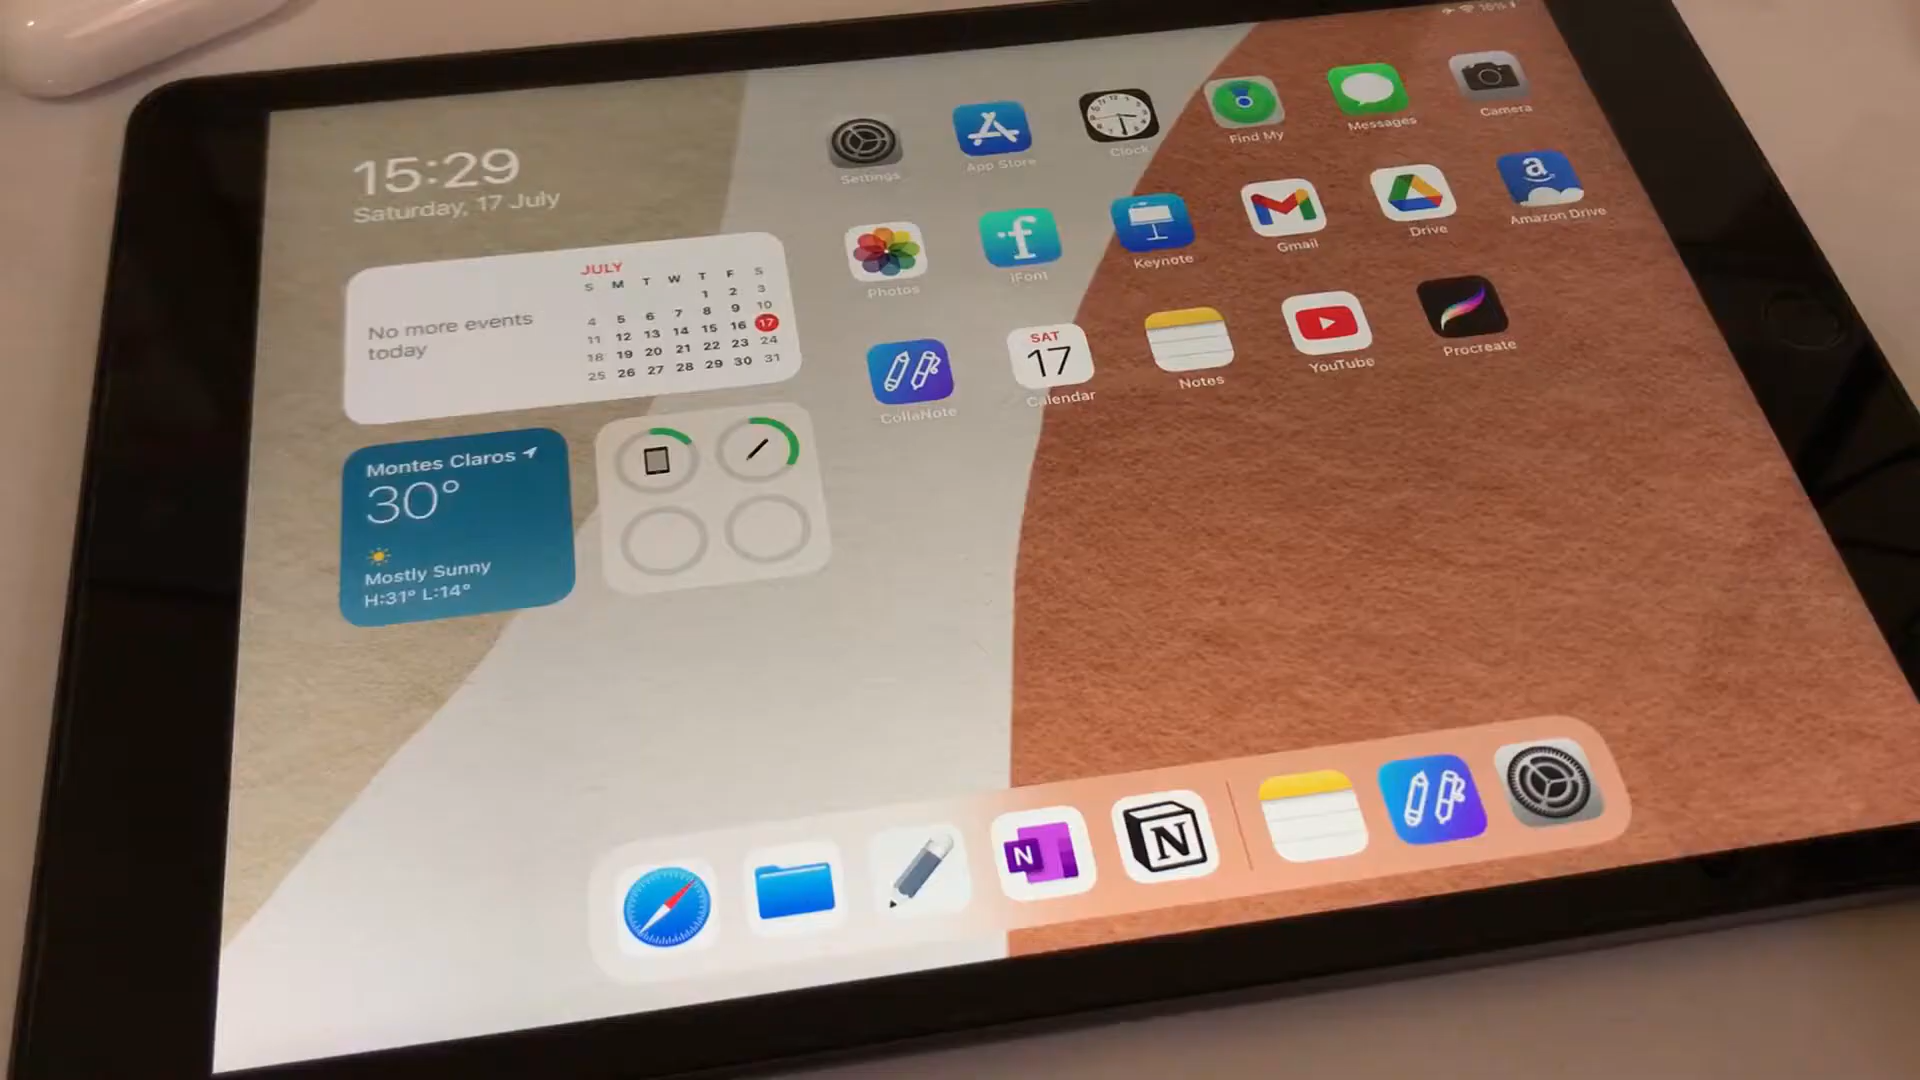 16%
15:29
Saturday, 17 July
Settings
App Store
Clock
Find My
Messages
Camera
Photos
iFont
Keynote
Gmail
Drive
a
Amazon Drive
No more events
today
JULY
S M T W T F S
1 2 3
4 5 6 7 8 9 10
11 12 13 14 15 16 17
18 19 20 21 22 23 24
25 26 27 28 29 30 31
CollaNote
SAT
17
Calendar
Notes
YouTube
Procreate
Montes Claros
30°
Mostly Sunny
H:31° L:14°
N
N